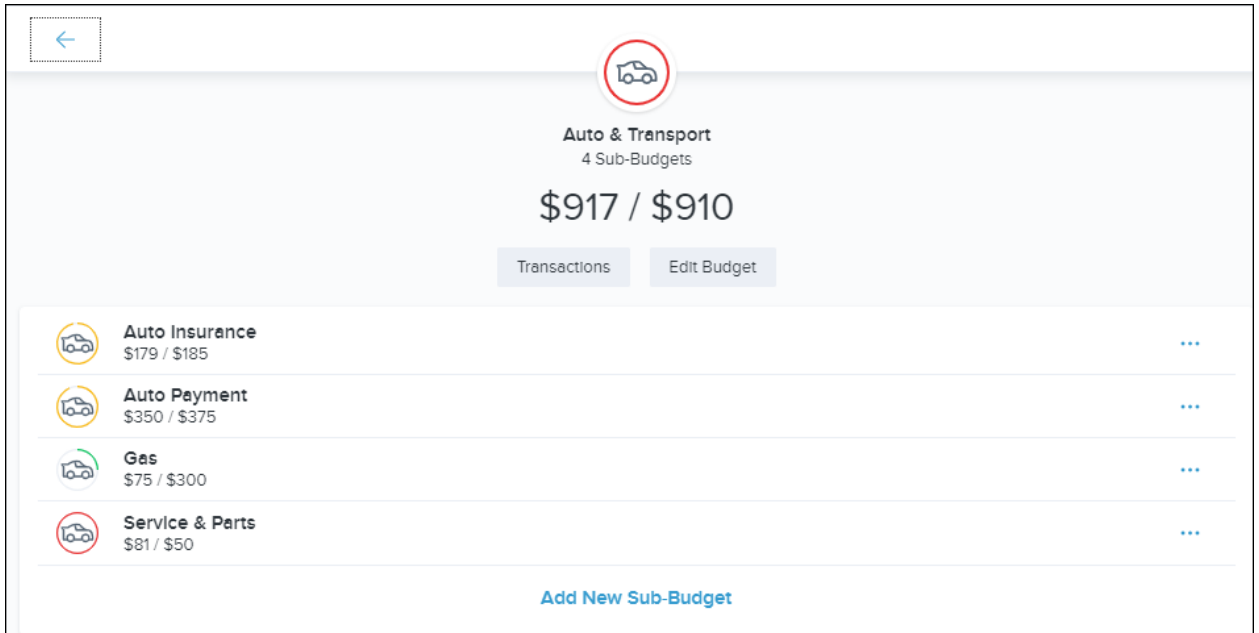 Auto & Transport
4 Sub-Budgets
$917 / $910
Transactions
Edit Budget
Auto Insurance
$179 / $185
Auto Payment
$350 / $375
Gas
$75 / $300
Service & Parts
$81 / $50
Add New Sub-Budget